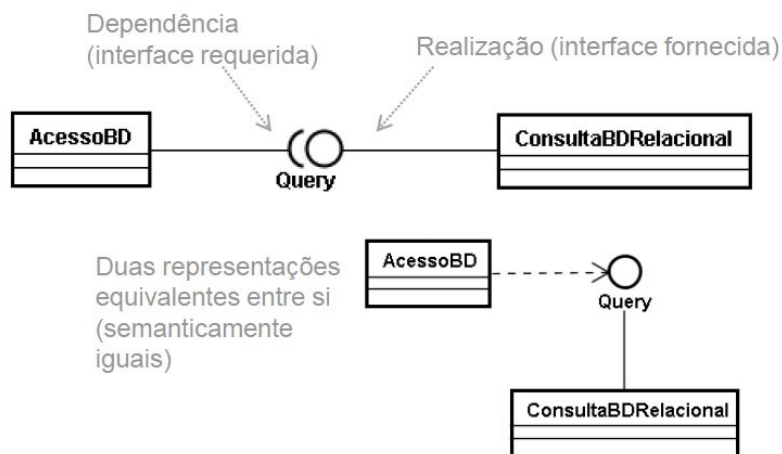 Dependência
(interface requerida)
Realização (interface fornecida)
AcessoBD
Query
ConsultaBDRelacional
Duas representações
equivalentes entre si
(semanticamente
iguais)
AcessoBD
Query
ConsultaBDRelacional